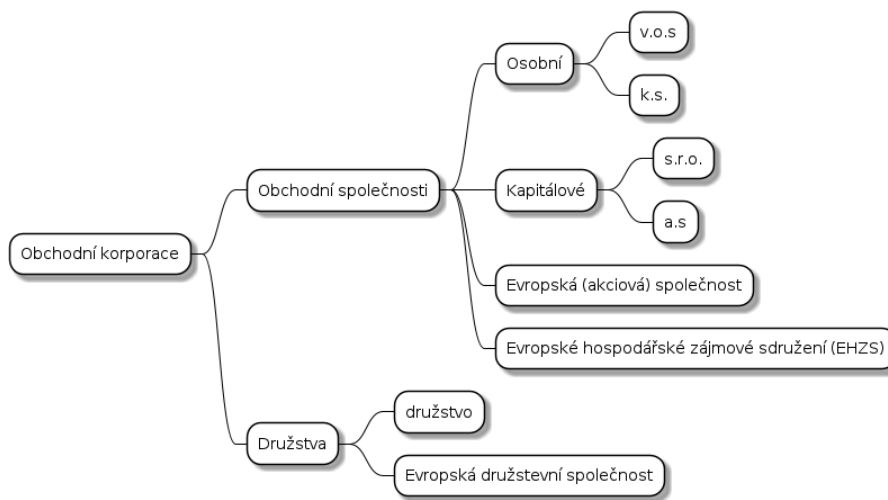 v.o.s
Osobní
k.s.
s.r.o.
Obchodní společnosti
Kapitálové
a.s
Obchodní korporace
Evropská (akciová) společnost
Evropské hospodářské zájmové sdružení (EHZS)
družstvo
Družstva
Evropská družstevní společnost